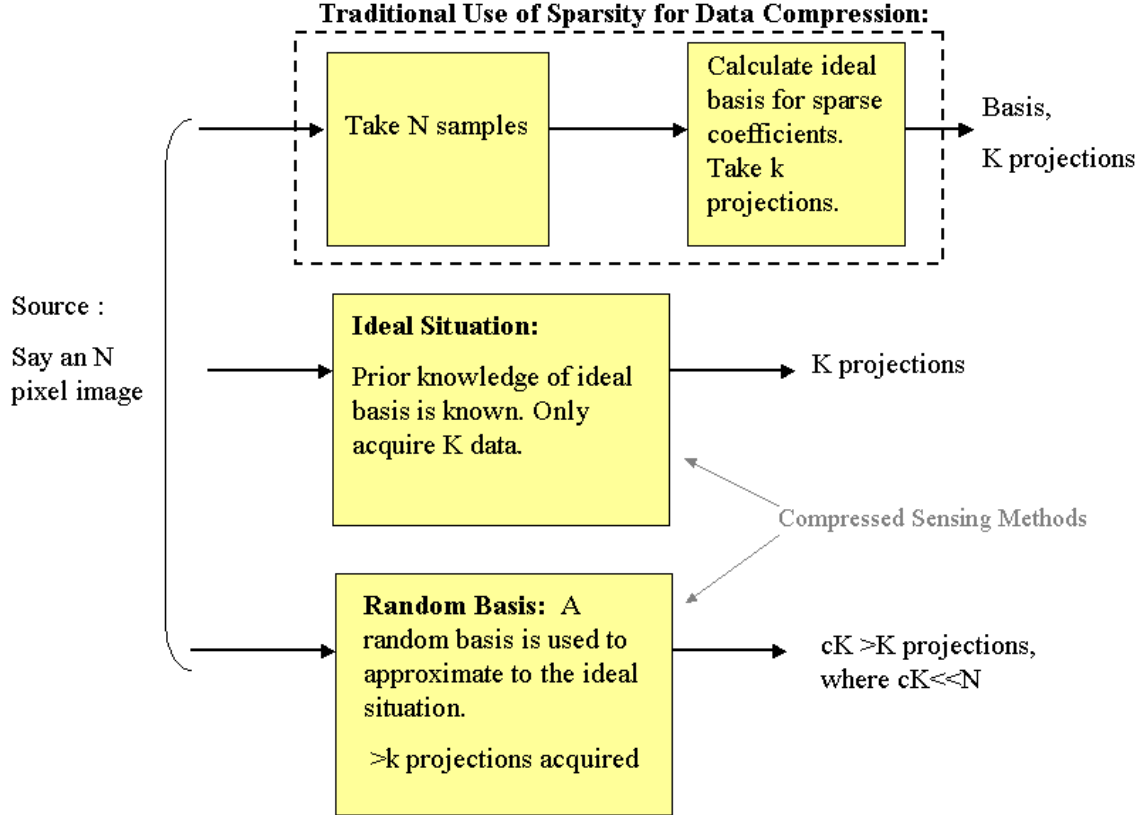 Traditional Use of Sparsity for Data Compression:
Take N samples
Calculate ideal
basis for sparse
coefficients.
Take k
projections.
Basis,
K projections
Source :
Say an N
pixel image
Ideal Situation:
Prior knowledge of ideal
basis is known. Only
acquire K data.
K projections
Compressed Sensing Methods
Random Basis: A
random basis is used to
approximate to the ideal
situation.
>k projections acquired
cK >K projections,
where cK<<N